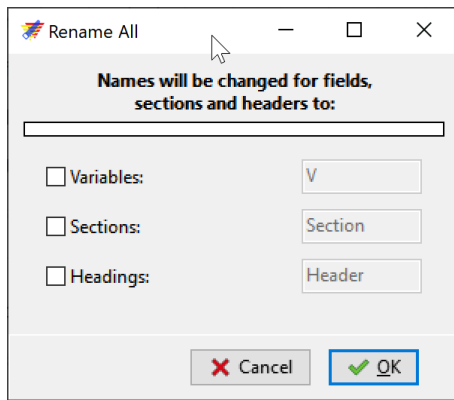 Rename All
Names will be changed for fields,
sections and headers to:
Variables: V
Sections: Section
Headings: Header
Cancel OK